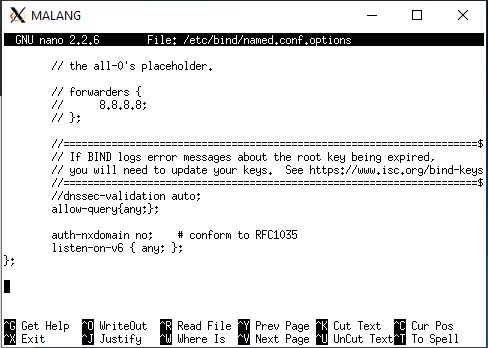 MALANG
GNU nano 2.2.6 File: /etc/bind/named.conf.options
// the all-0's placeholder.
// forwarders {
// 8.8.8.8;
// };
//=====================================================================$
// If BIND logs error messages about the root key being expired,
// you will need to update your keys. See https://www.isc.org/bind-keys
//=====================================================================$
//dnssec-validation auto;
allow-query{any;};
auth-nxdomain no; # conform to RFC1035
listen-on-v6 { any; };
};
^G Get Help ^O WriteOut ^R Read File ^Y Prev Page ^K Cut Text ^C Cur Pos
^X Exit ^J Justify ^W Where Is ^V Next Page ^U UnCut Text ^T To Spell